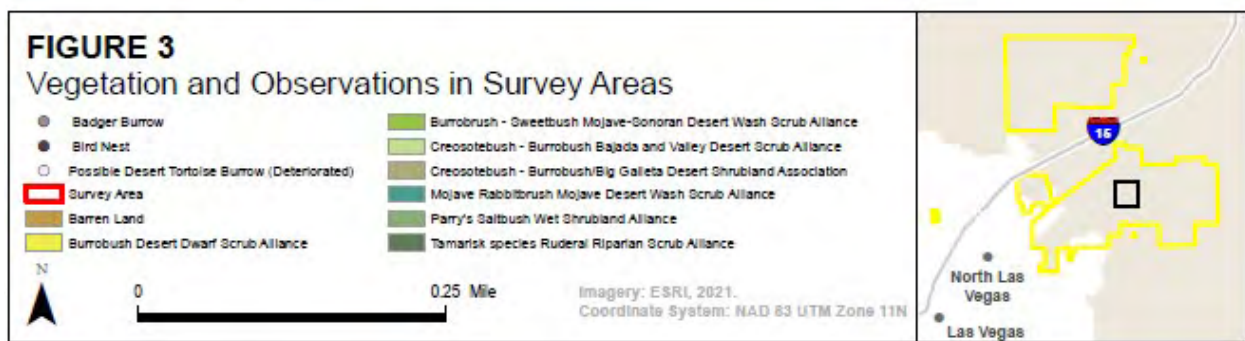 FIGURE 3
Vegetation and Observations in Survey Areas
Badger Burrow
Bird Nest
Possible Desert Tortoise Burrow (Deteriorated)
Survey Area
Barren Land
Burrobush Desert Dwarf Scrub Alliance
Burrobrush - Sweetbush Mojave-Sonoran Desert Wash Scrub Alliance
Creosotebush - Burrobush Bajada and Valley Desert Scrub Alliance
Creosotebush - Burrobush/Big Galleta Desert Shrubland Association
Mojave Rabbitbrush Mojave Desert Wash Scrub Alliance
Parry's Saltbush Wet Shrubland Alliance
Tamarisk species Ruderal Riparian Scrub Alliance
N
0 0.25 Mile
Imagery: ESRI, 2021.
Coordinate System: NAD 83 UTM Zone 11N
15
North Las
Vegas
Las Vegas